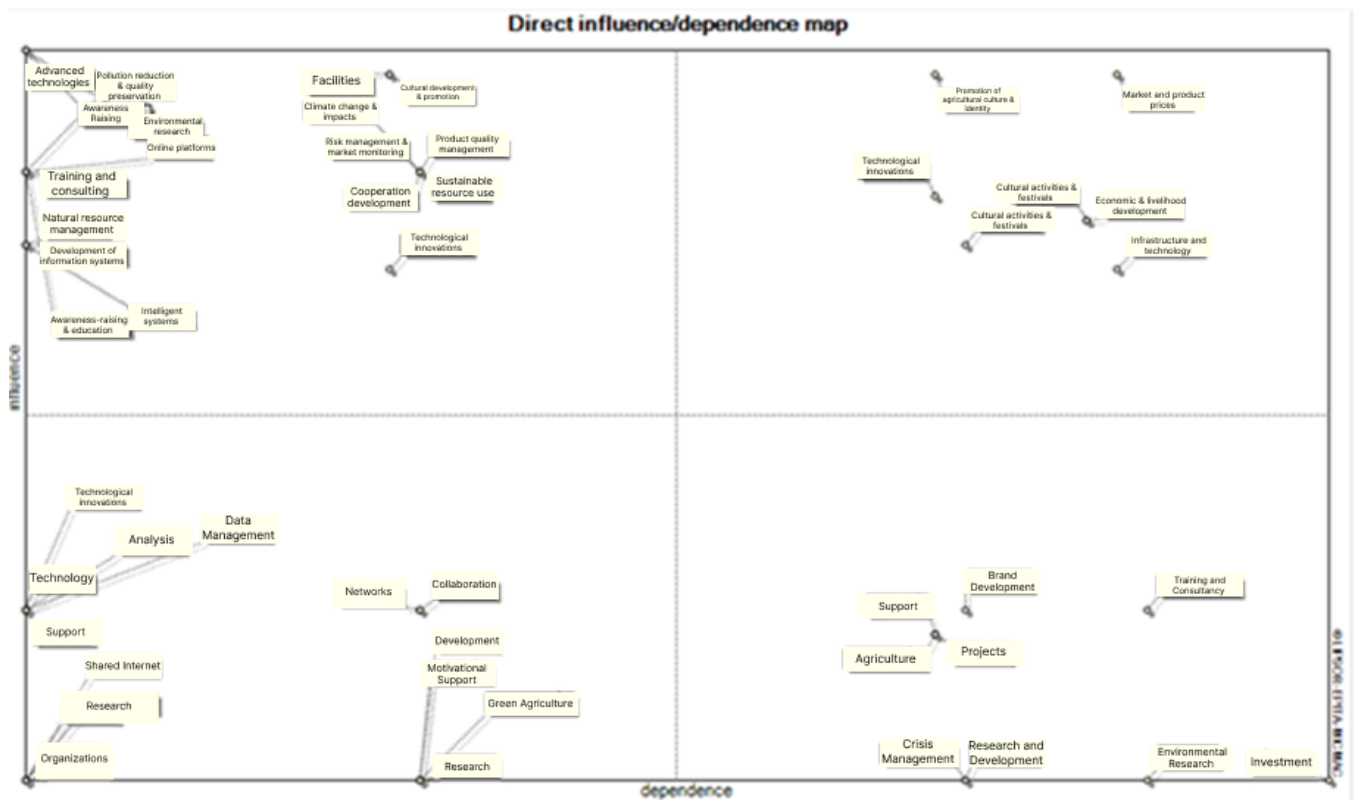 Direct influence/dependence map
Advanced
technologies
Pollution reduction
& quality
preservation
Awareness
Raising
Environmental
research
Online platforms
Training and
consulting
Natural resource
management
Development of
information systems
Awareness-raising
& education
Intelligent
systems
Facilities
Cultural development
& promotion
Climate change &
impacts
Risk management &
market monitoring
Product quality
management
Cooperation
development
Sustainable
resource use
Technological
innovations
Promotion of
agricultural culture &
identity
Market and product
prices
Technological
innovations
Cultural activities &
festivals
Economic & livelihood
development
Cultural activities &
festivals
Infrastructure and
technology
influence
Technological
innovations
Analysis
Data
Management
Technology
Support
Shared Internet
Research
Organizations
Networks
Collaboration
Development
Motivational
Support
Green Agriculture
Research
Brand
Development
Support
Agriculture
Projects
Training and
Consultancy
Crisis
Management
Research and
Development
Environmental
Research
Investment
dependence
© LIPSOR-EPITA-MICMAC